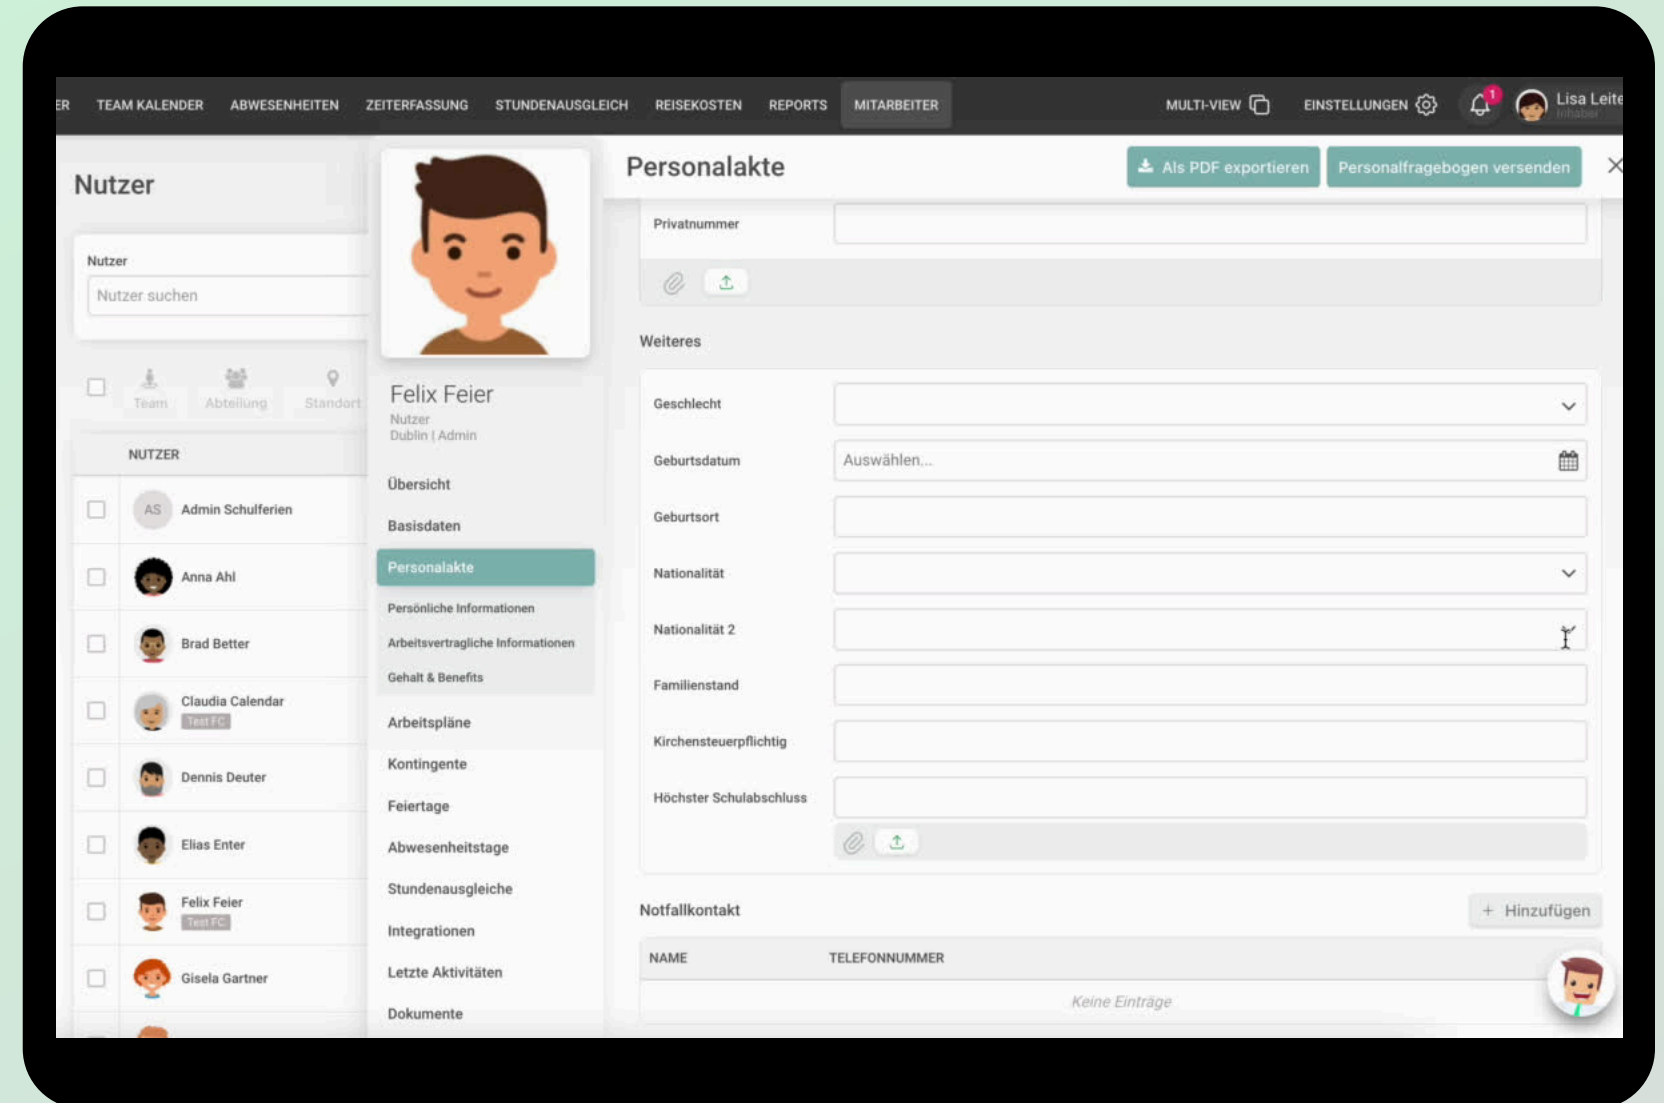 ER TEAM KALENDER ABWESENHEITEN ZEITERFASSUNG STUNDENAUSGLEICH REISEKOSTEN REPORTS MITARBEITER MULTI-VIEW EINSTELLUNGEN 1 Lisa Leite
Inhaber
Nutzer
Nutzer
Nutzer suchen
Team Abteilung Standort
NUTZER
AS Admin Schulferien
Anna Ahl
Brad Better
Claudia Calendar
Test FC
Dennis Deuter
Elias Enter
Felix Feier
Test FC
Gisela Gartner
Felix Feier
Nutzer
Dublin | Admin
Übersicht
Basisdaten
Personalakte
Persönliche Informationen
Arbeitsvertragliche Informationen
Gehalt & Benefits
Arbeitspläne
Kontingente
Feiertage
Abwesenheitstage
Stundenausgleiche
Integrationen
Letzte Aktivitäten
Dokumente
Personalakte Als PDF exportieren Personalfragebogen versenden
Privatnummer
Weiteres
Geschlecht
Geburtsdatum Auswählen...
Geburtsort
Nationalität
Nationalität 2
Familienstand
Kirchensteuerpflichtig
Höchster Schulabschluss
Notfallkontakt + Hinzufügen
NAME TELEFONNUMMER
Keine Einträge